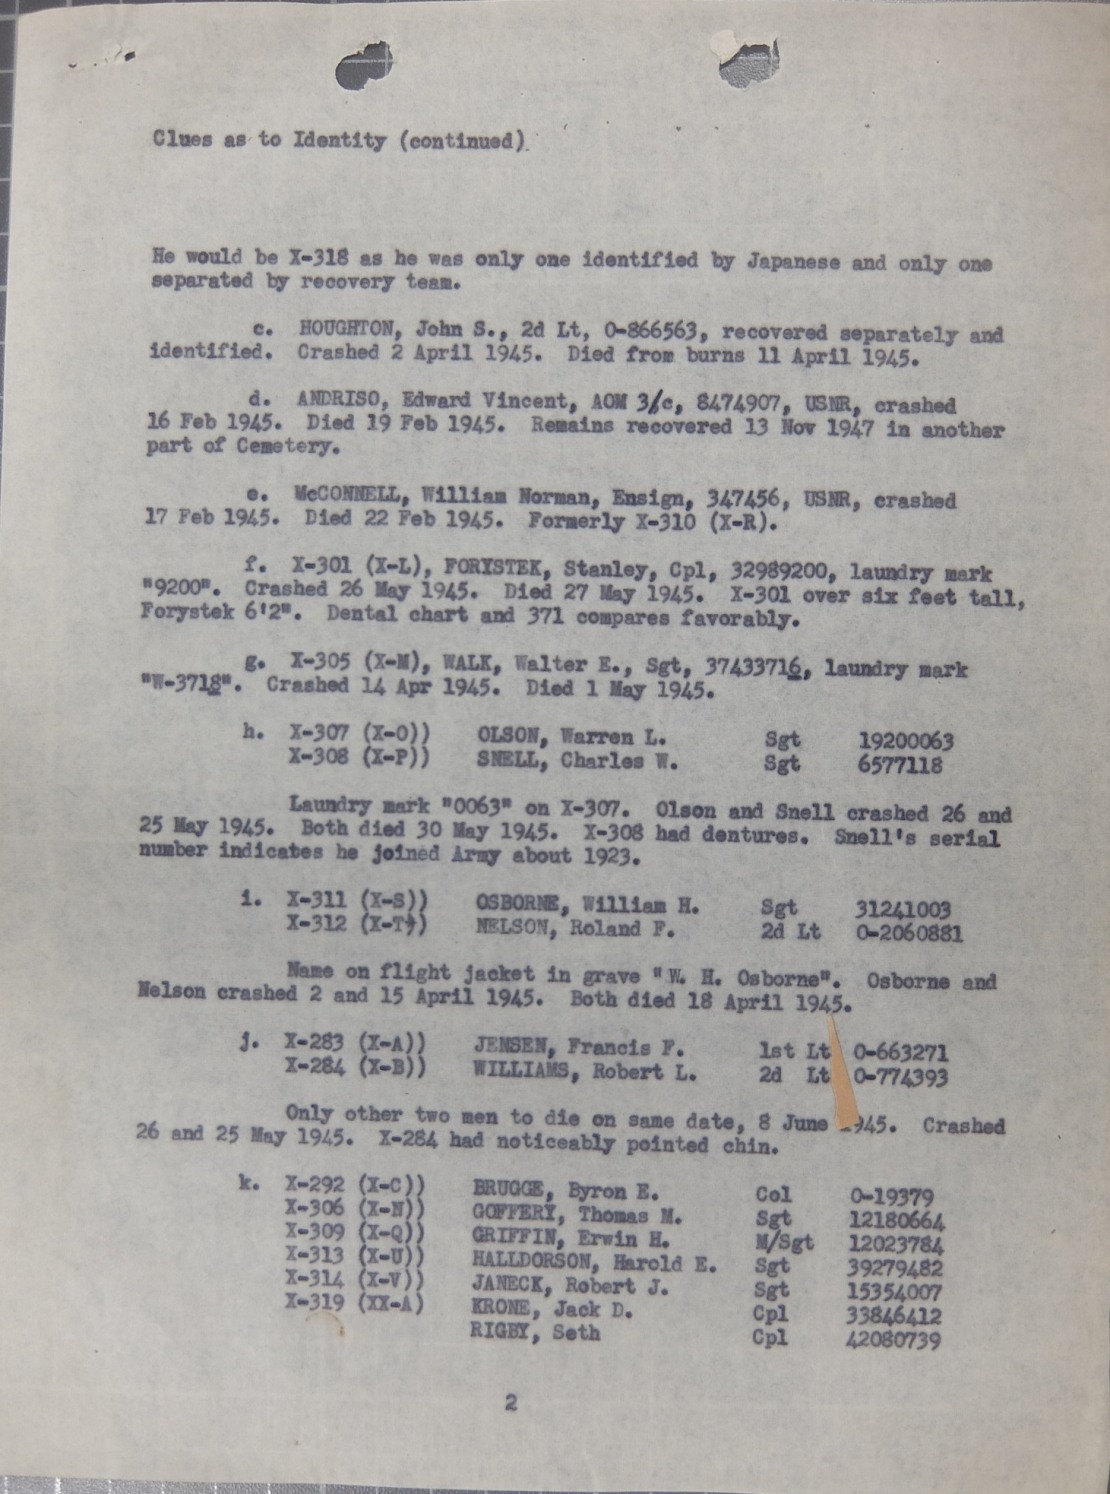 Clues as to Identity (continued)
He would be X-318 as he was only one identified by Japanese and only one
separated by recovery team.
c. HOUGHTON, John S., 2d Lt, O-866563, recovered separately and
identified. Crashed 2 April 1945. Died from burns 11 April 1945.
d. ANDRISO, Edward Vincent, AOM 3/c, 8474907, USNR, crashed
16 Feb 1945. Died 19 Feb 1945. Remains recovered 13 Nov 1947 in another
part of Cemetery.
e. McCONNELL, William Norman, Ensign, 347456, USNR, crashed
17 Feb 1945. Died 22 Feb 1945. Formerly X-310 (X-R).
f. X-301 (X-L), FORYSTEK, Stanley, Cpl, 32989200, laundry mark
"9200". Crashed 26 May 1945. Died 27 May 1945. X-301 over six feet tall,
Forystek 6'2". Dental chart and 371 compares favorably.
g. X-305 (X-M), WALK, Walter E., Sgt, 37433716, laundry mark
"W-3718". Crashed 14 Apr 1945. Died 1 May 1945.
h. X-307 (X-O)) OLSON, Warren L. Sgt 19200063
X-308 (X-P)) SNELL, Charles W. Sgt 6577118
Laundry mark "0063" on X-307. Olson and Snell crashed 26 and
25 May 1945. Both died 30 May 1945. X-308 had dentures. Snell's serial
number indicates he joined Army about 1923.
i. X-311 (X-S)) OSBORNE, William H. Sgt 31241003
X-312 (X-T)) NELSON, Roland F. 2d Lt O-2060881
Name on flight jacket in grave "W. H. Osborne". Osborne and
Nelson crashed 2 and 15 April 1945. Both died 18 April 1945.
j. X-283 (X-A)) JENSEN, Francis F. 1st Lt O-663271
X-284 (X-B)) WILLIAMS, Robert L. 2d Lt O-774393
Only other two men to die on same date, 8 June 1945. Crashed
26 and 25 May 1945. X-284 had noticeably pointed chin.
k. X-292 (X-C)) BRUGGE, Byron E. Col O-19379
X-306 (X-N)) GOFFERY, Thomas M. Sgt 12180664
X-309 (X-Q)) GRIFFIN, Erwin H. M/Sgt 12023784
X-313 (X-U)) HALLDORSON, Harold E. Sgt 39279482
X-314 (X-V)) JANECK, Robert J. Sgt 15354007
X-319 (XX-A) KRONE, Jack D. Cpl 33846412
RIGBY, Seth Cpl 42080739
2